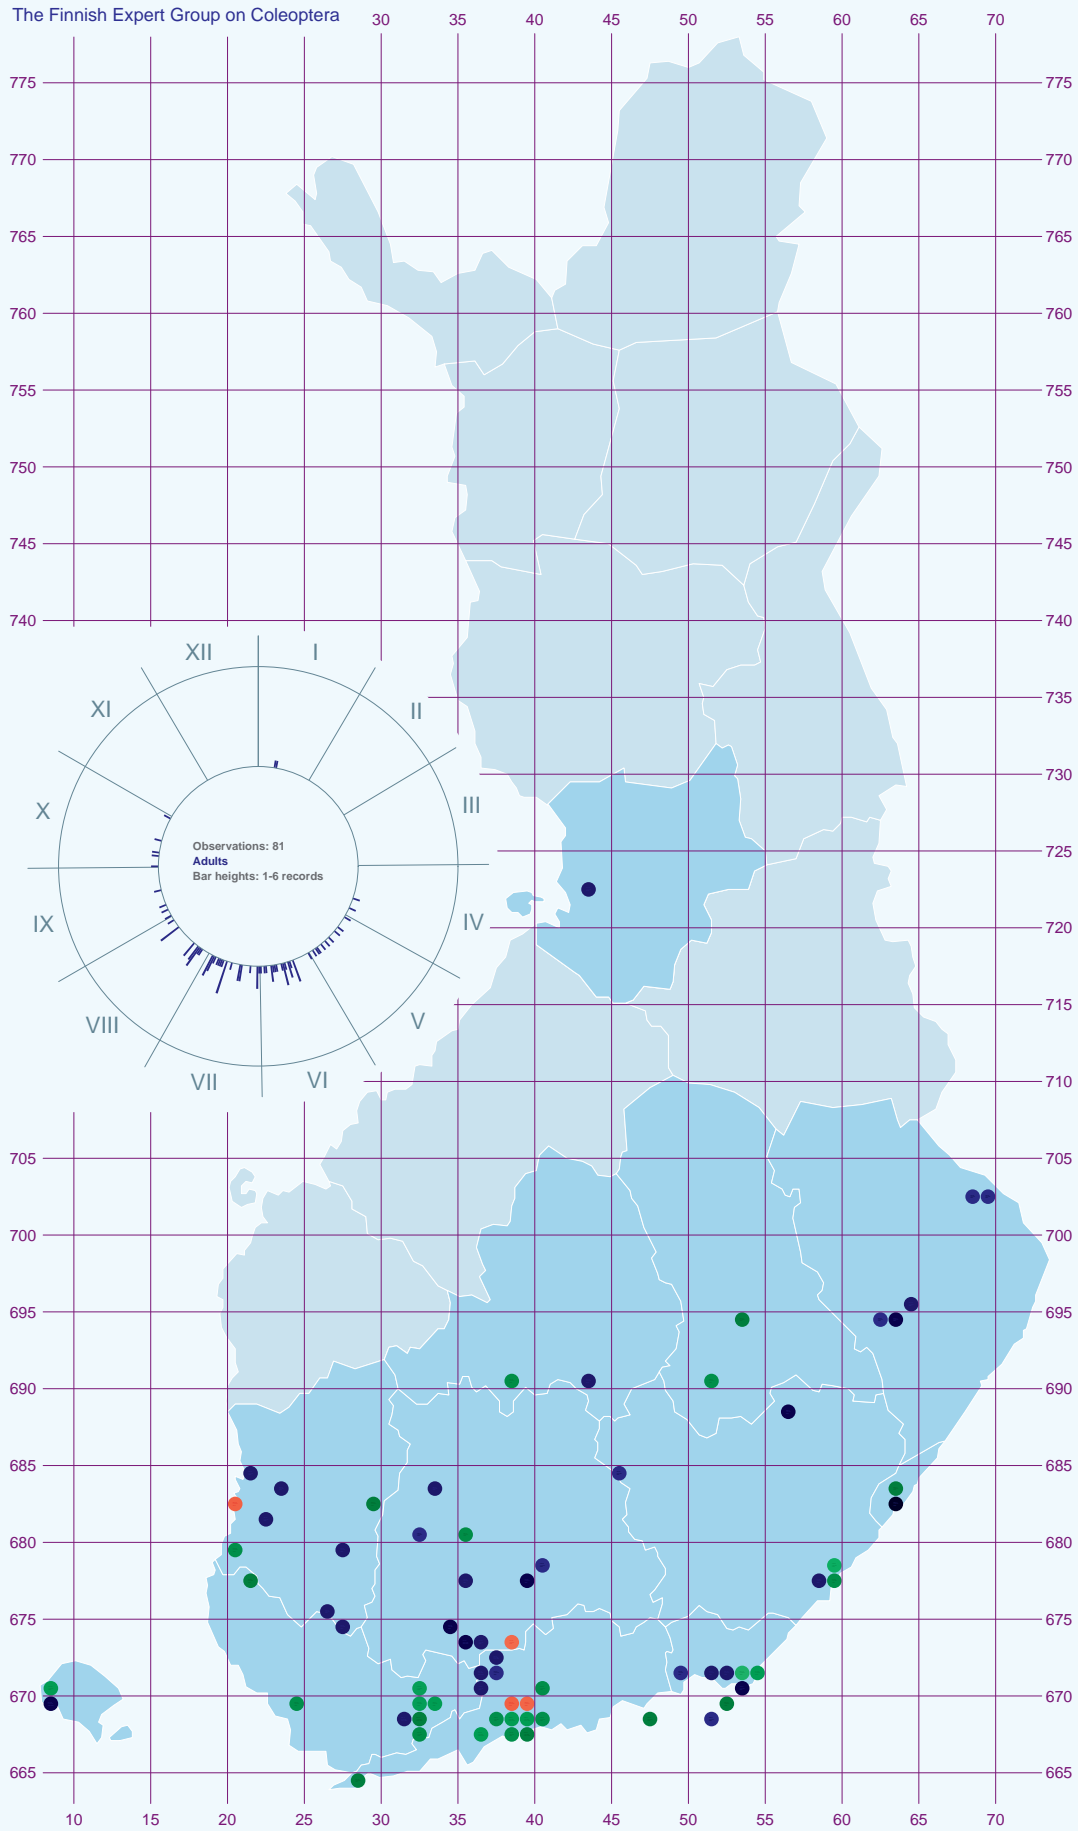 The Finnish Expert Group on Coleoptera
30 40 45 50 55 60 65 70
775 775
770 770
765 765
760 760
755 755
750 750
745 745
740 740
XII I
735
XI II
730
X III
725
Observations: 81
Adults
Bar heights: 1-6 records
IX IV 720
715
VIII V
VII VI 710
705 705
700 700
695 695
690 690
685 685
680 680
675 675
670 670
665 665
10 15 20 25 30 35 40 45 50 55 60 65 70